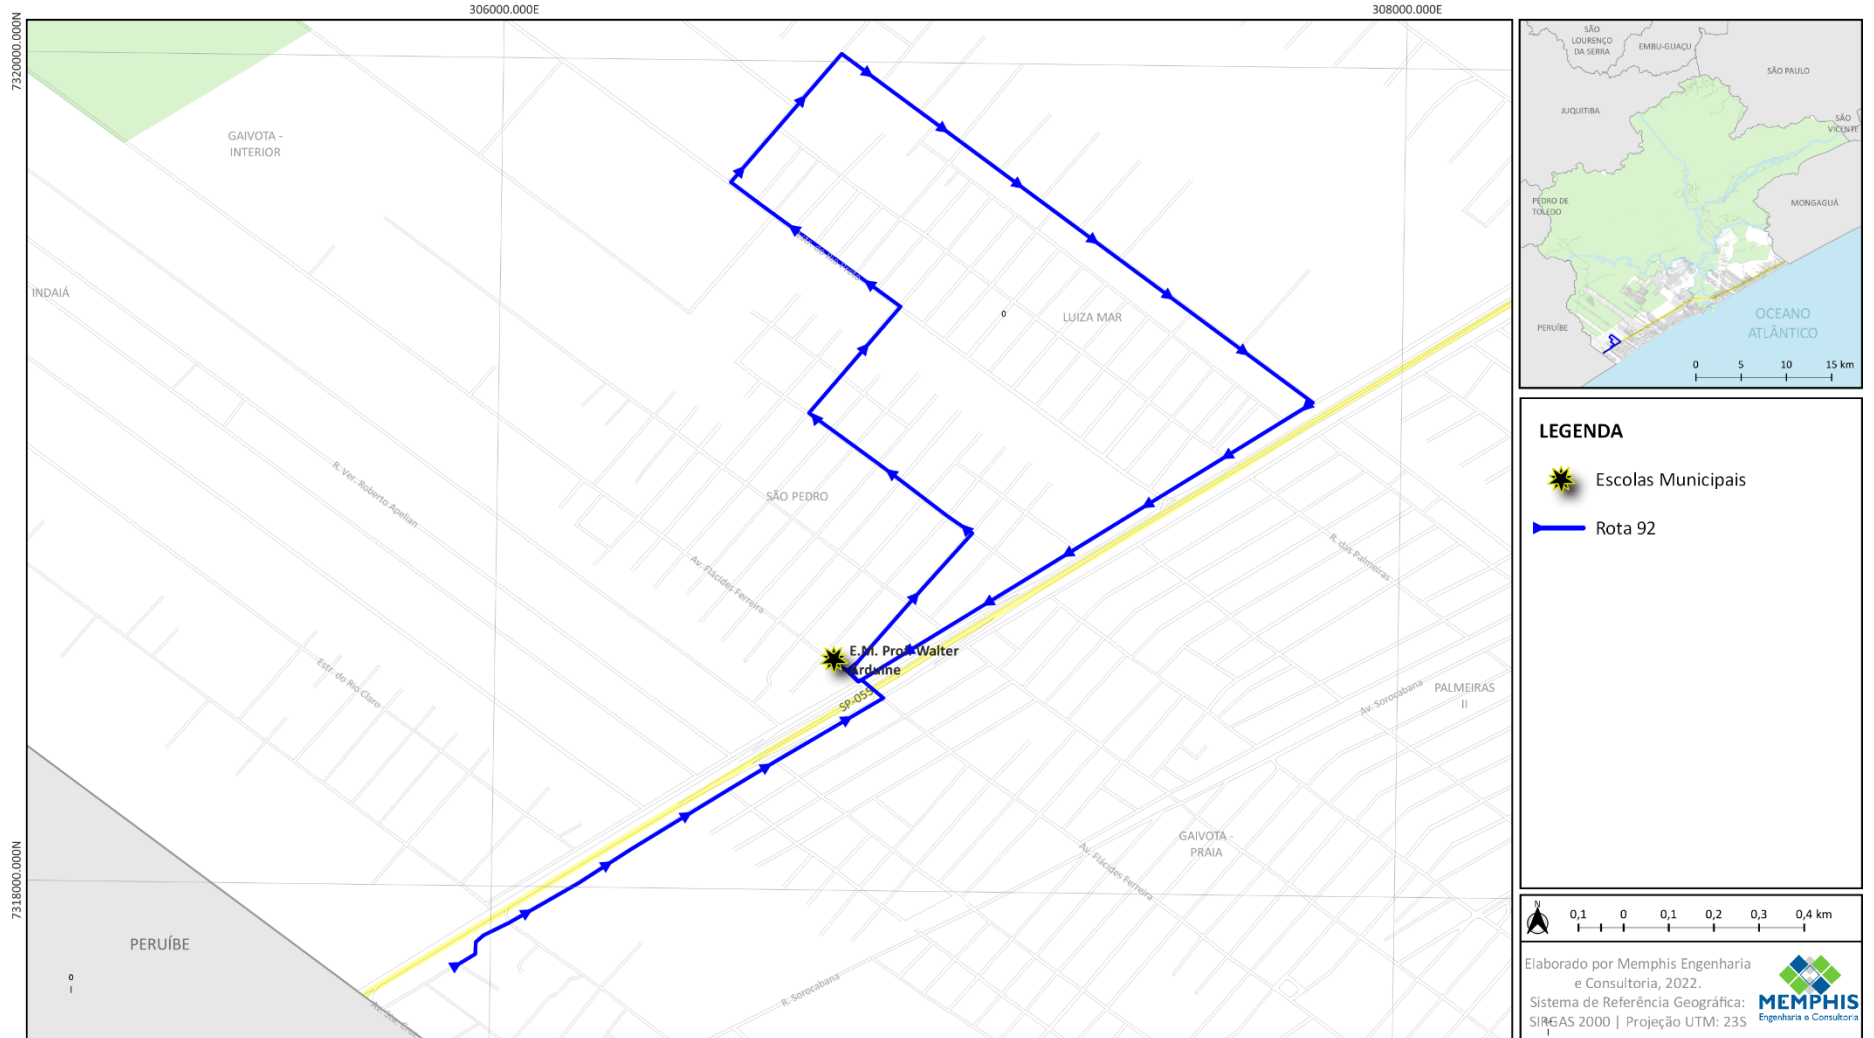 306000.000E
308000.000E
7320000.000N
7318000.000N
GAIVOTA -
INTERIOR
INDAIÁ
LUIZA MAR
0
SÃO PEDRO
R. Ver. Roberto Apelian
Av. Flácides Ferreira
R. das Palmeiras
Estr. do Rio Claro
E.M. Prof. Walter
Arduine
SP-055
Av. Sorocabana
PALMEIRAS
II
GAIVOTA -
PRAIA
Av. Flácides Ferreira
PERUÍBE
0
R. Sorocabana
SÃO
LOURENÇO
DA SERRA
EMBU-GUAÇU
SÃO PAULO
JUQUITIBA
SÃO
VICENTE
PEDRO DE
TOLEDO
MONGAGUÁ
PERUÍBE
OCEANO
ATLÂNTICO
0 5 10 15 km
LEGENDA
Escolas Municipais
Rota 92
N
0,1 0 0,1 0,2 0,3 0,4 km
Elaborado por Memphis Engenharia
e Consultoria, 2022.
Sistema de Referência Geográfica:
SIRGAS 2000 | Projeção UTM: 23S
MEMPHIS
Engenharia e Consultoria